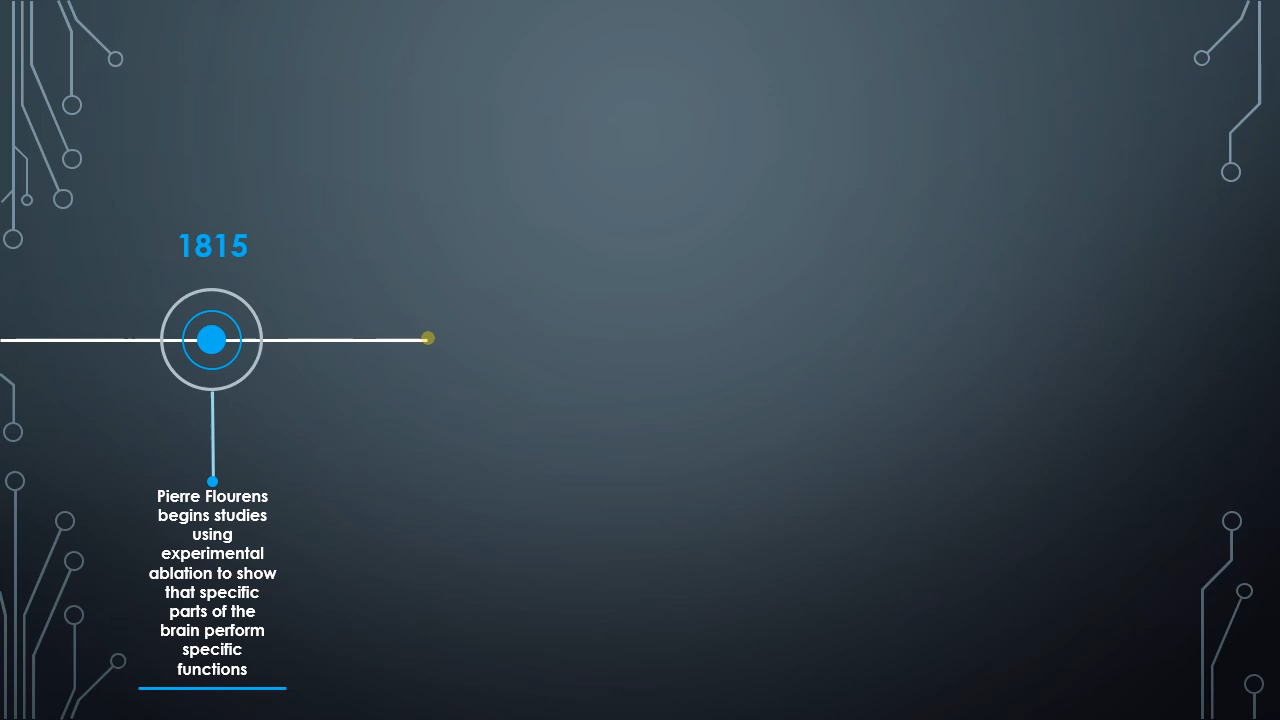 1815
Pierre Flourens
begins studies
using
experimental
ablation to show
that specific
parts of the
brain perform
specific
functions